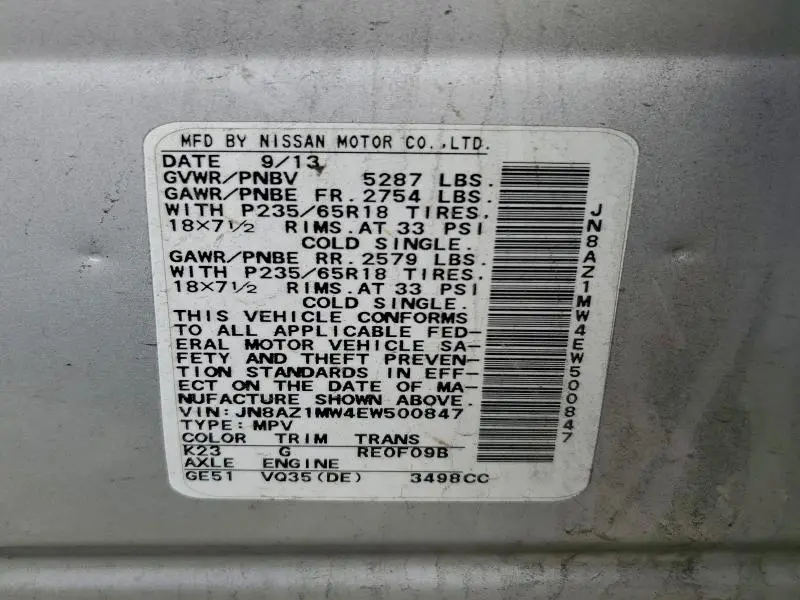 MFD BY NISSAN MOTOR CO.,LTD.
DATE 9/13
GVWR/PNBV 5287 LBS.
GAWR/PNBE FR. 2754 LBS.
WITH P235/65R18 TIRES.
18×7½ RIMS. AT 33 PSI
COLD SINGLE.
GAWR/PNBE RR. 2579 LBS.
WITH P235/65R18 TIRES.
18×7½ RIMS. AT 33 PSI
COLD SINGLE.
THIS VEHICLE CONFORMS
TO ALL APPLICABLE FED-
ERAL MOTOR VEHICLE SA-
FETY AND THEFT PREVEN-
TION STANDARDS IN EFF-
ECT ON THE DATE OF MA-
NUFACTURE SHOWN ABOVE.
VIN: JN8AZ1MW4EW500847
TYPE: MPV
COLOR TRIM TRANS
K23 G RE0F09B
AXLE ENGINE
GE51 VQ35(DE) 3498CC
JN8AZ1MW4EW500847